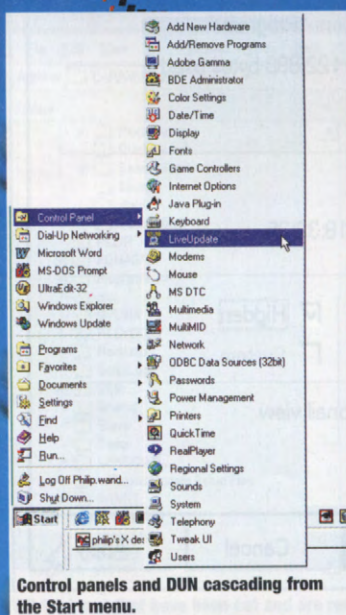 Add New Hardware
Add/Remove Programs
Adobe Gamma
BDE Administrator
Color Settings
Date/Time
Display
Fonts
Game Controllers
Internet Options
Java Plug-in
Keyboard
LiveUpdate
Modems
Mouse
MS DTC
Multimedia
MultiMID
Network
ODBC Data Sources (32bit)
Passwords
Power Management
Printers
QuickTime
RealPlayer
Regional Settings
Sounds
System
Telephony
Tweak UI
Users
Control Panel
Dial-Up Networking
Microsoft Word
MS-DOS Prompt
UltraEdit-32
Windows Explorer
Windows Update
Programs
Favorites
Documents
Settings
Find
Help
Run...
Log Off Philip.wand...
Shut Down...
Start
philip's X de
Hidden
Cancel
Control panels and DUN cascading from
the Start menu.